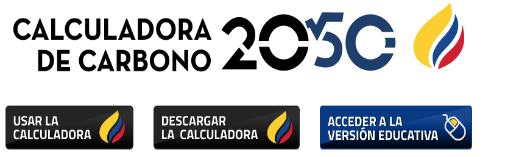 CALCULADORA
DE CARBONO
2050
USAR LA
CALCULADORA
DESCARGAR
LA CALCULADORA
ACCEDER A LA
VERSIÓN EDUCATIVA